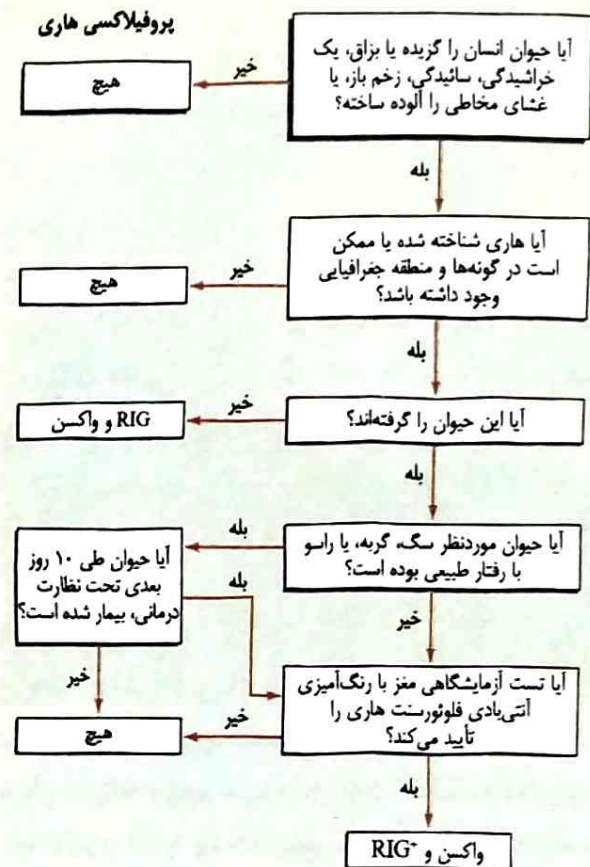 پروفیلاکسی هاری
آیا حیوان انسان را گزیده یا بزاق، یک
خراشیدگی، سائیدگی، زخم باز، یا
غشای مخاطی را آلوده ساخته؟
خیر
هیچ
بله
آیا هاری شناخته شده یا ممکن
است در گونه‌ها و منطقه جغرافیایی
وجود داشته باشد؟
خیر
هیچ
بله
آیا این حیوان را گرفته‌اند؟
خیر
RIG و واکسن
بله
آیا حیوان موردنظر سگ، گربه، یا راسو
با رفتار طبیعی بوده است؟
بله
آیا حیوان طی ۱۰ روز
بعدی تحت نظارت
درمانی، بیمار شده است؟
بله
خیر
خیر
آیا تست آزمایشگاهی مغز با رنگ‌آمیزی
آنتی‌بادی فلوئورسنت هاری را
تأیید می‌کند؟
خیر
هیچ
بله
واکسن و RIG⁺